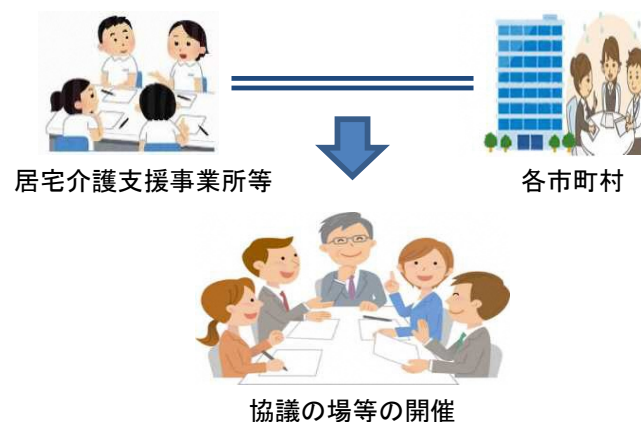 居宅介護支援事業所等
各市町村
協議の場等の開催